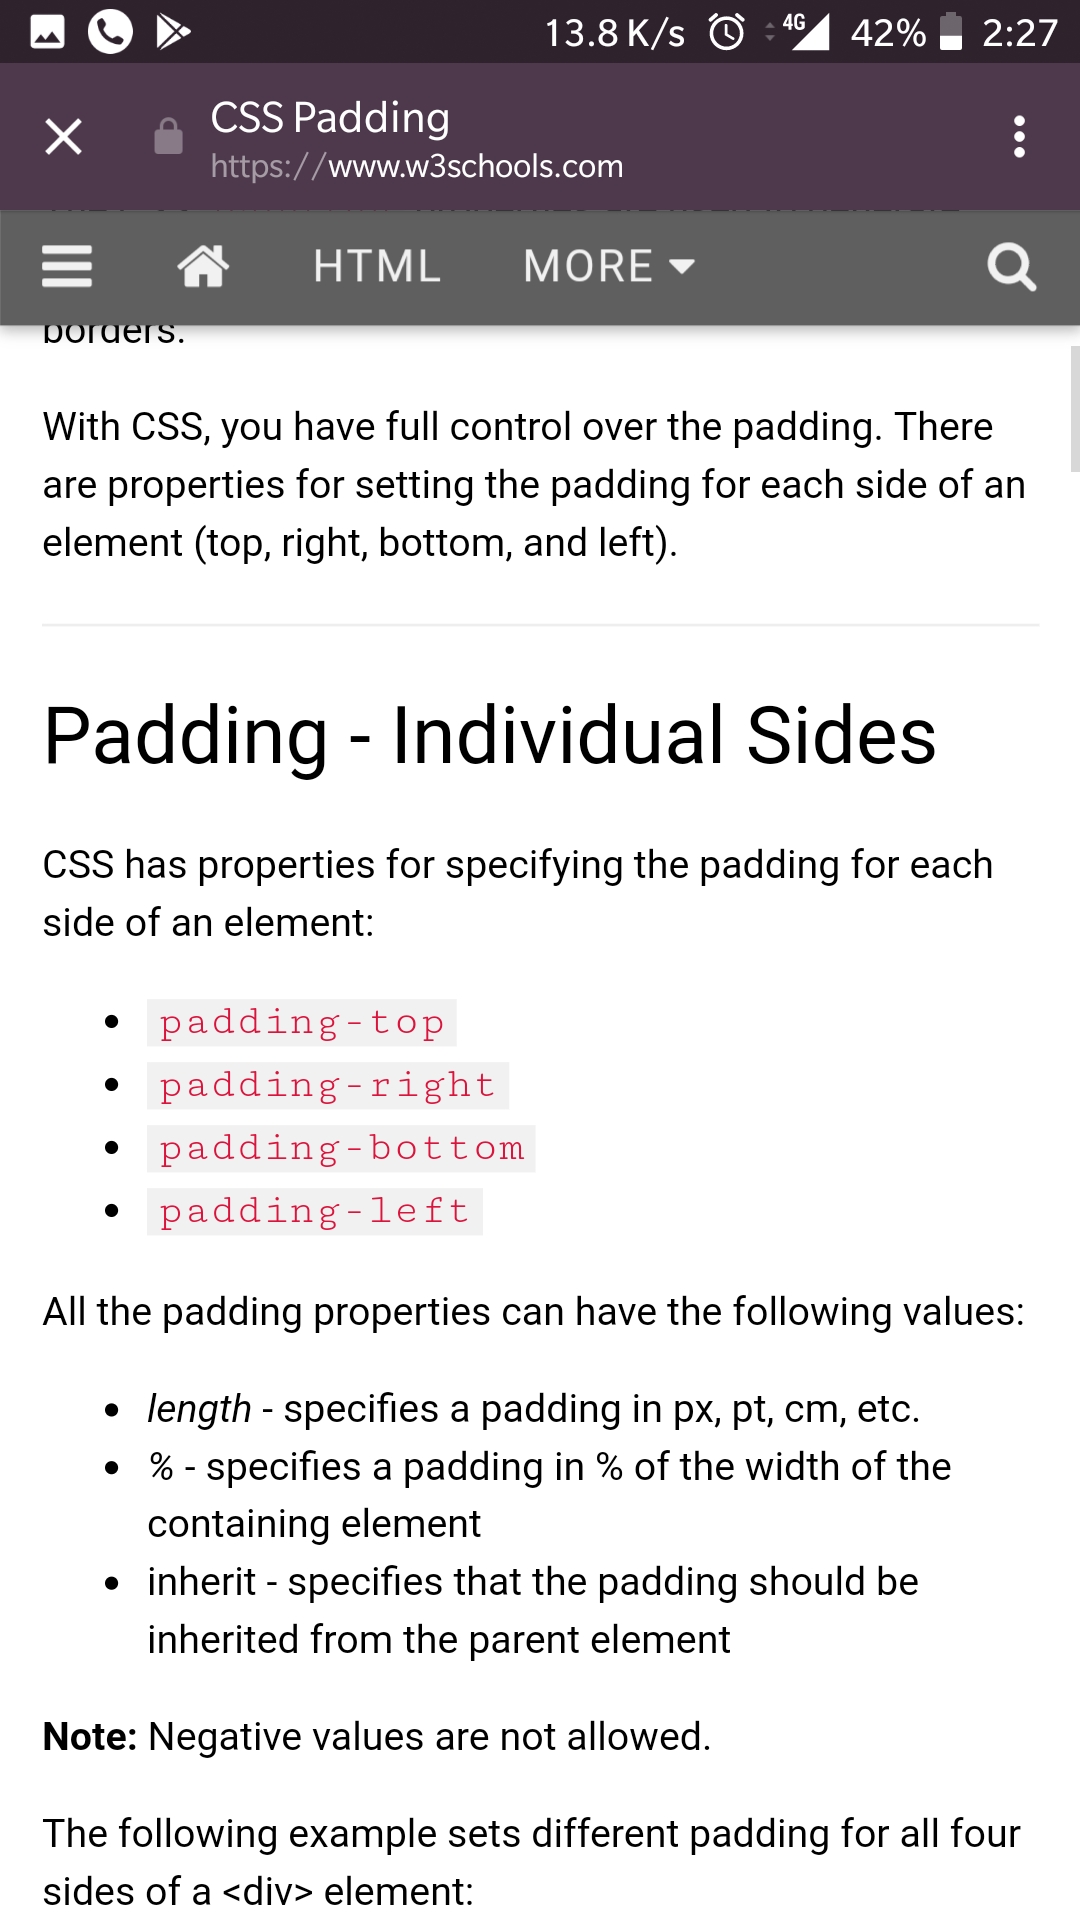 13.8 K/s 4G 42% 2:27
CSS Padding
https://www.w3schools.com
HTML MORE
borders.
With CSS, you have full control over the padding. There
are properties for setting the padding for each side of an
element (top, right, bottom, and left).
Padding - Individual Sides
CSS has properties for specifying the padding for each
side of an element:
padding-top
padding-right
padding-bottom
padding-left
All the padding properties can have the following values:
length - specifies a padding in px, pt, cm, etc.
% - specifies a padding in % of the width of the
containing element
inherit - specifies that the padding should be
inherited from the parent element
Note: Negative values are not allowed.
The following example sets different padding for all four
sides of a <div> element: